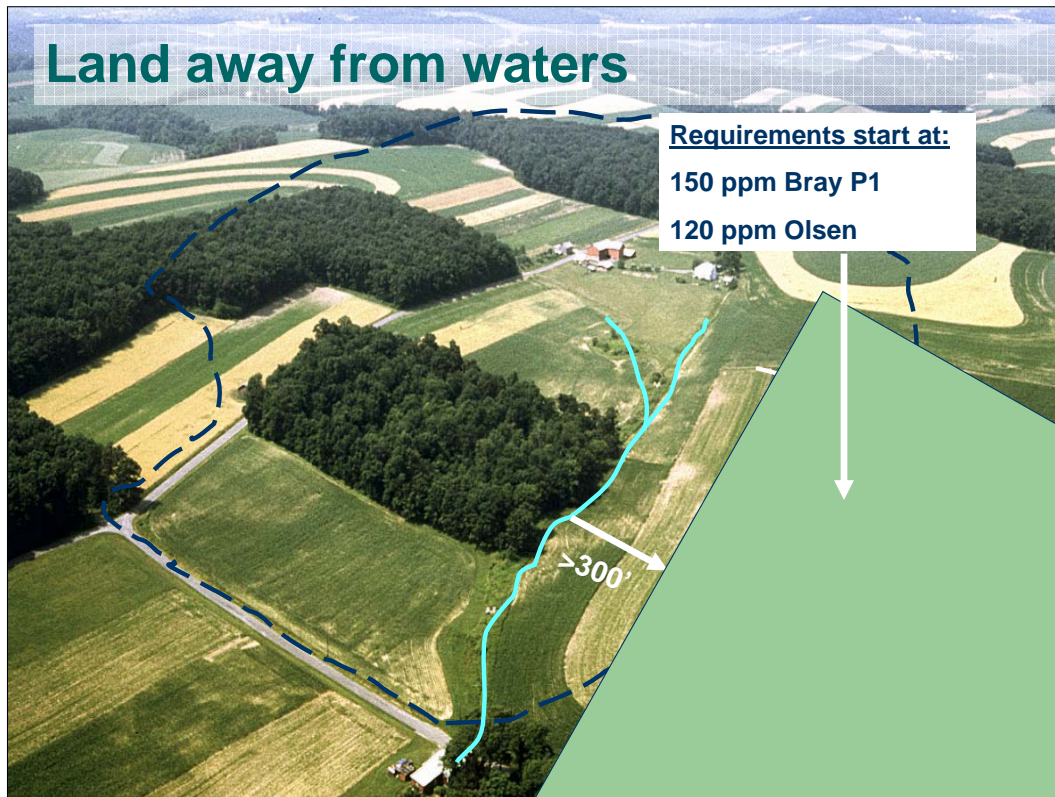 Land away from waters
Requirements start at:
150 ppm Bray P1
120 ppm Olsen
>300’